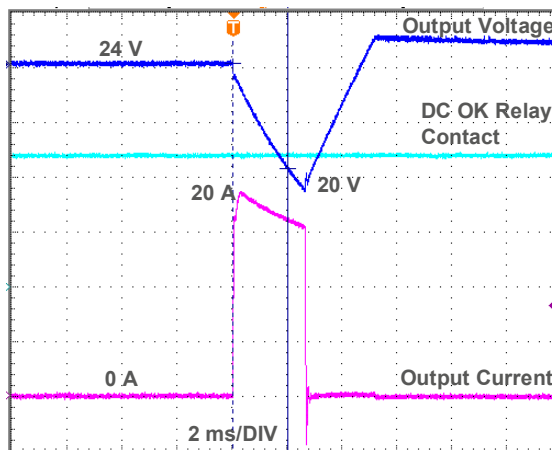 T
Output Voltage
24 V
DC OK Relay
Contact
20 A
20 V
0 A
Output Current
2 ms/DIV